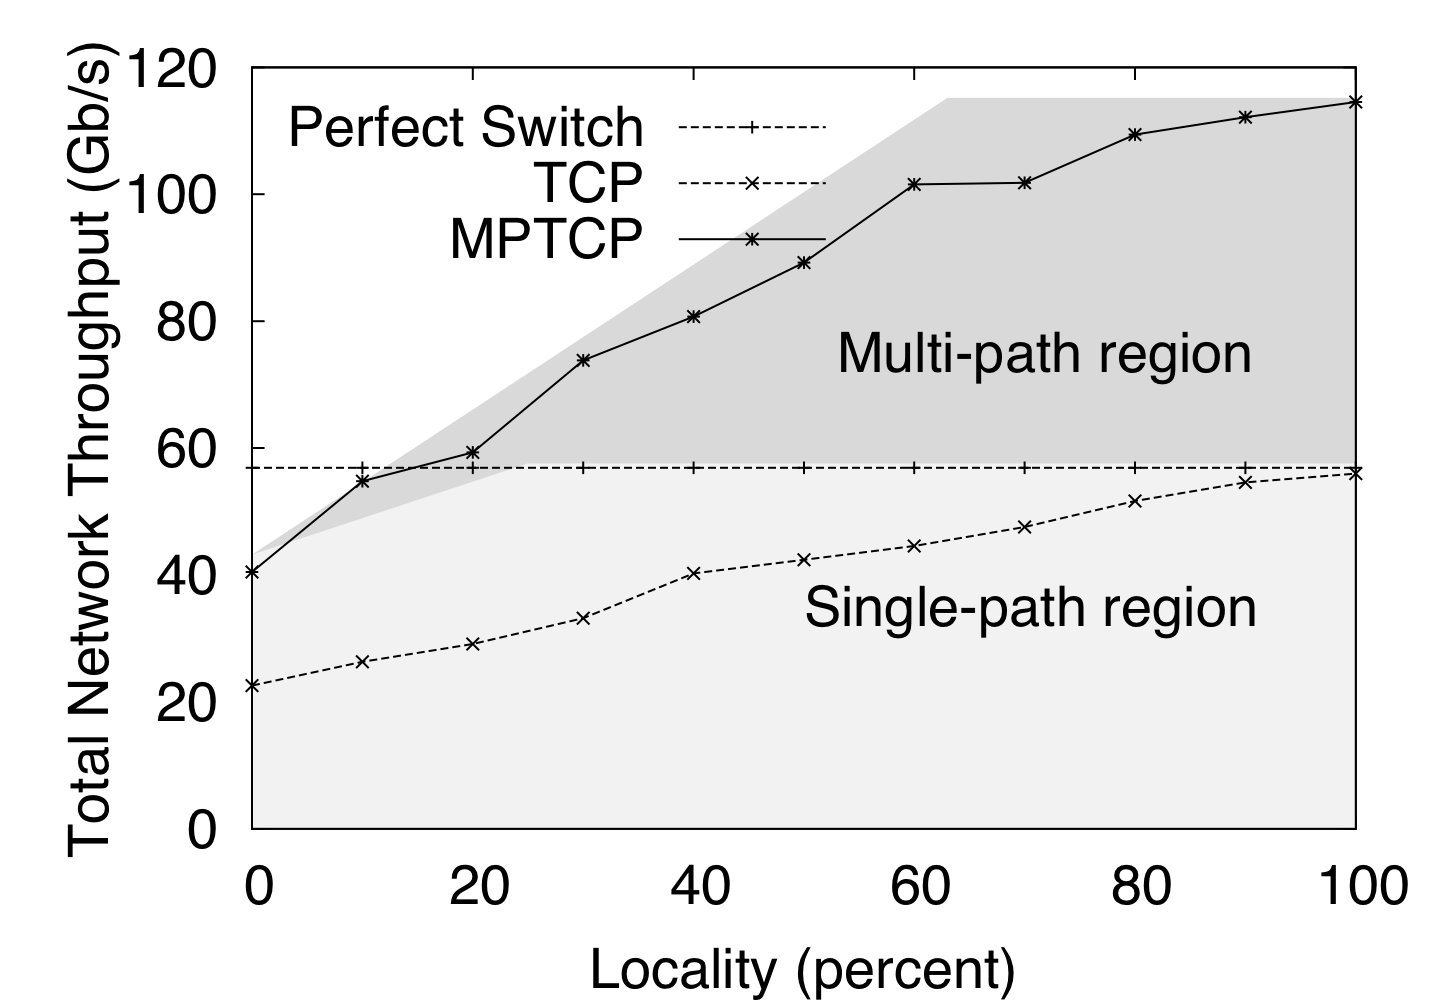 Total Network Throughput (Gb/s)
120
100
80
60
40
20
0
Perfect Switch
TCP
MPTCP
Multi-path region
Single-path region
0 20 40 60 80 100
Locality (percent)